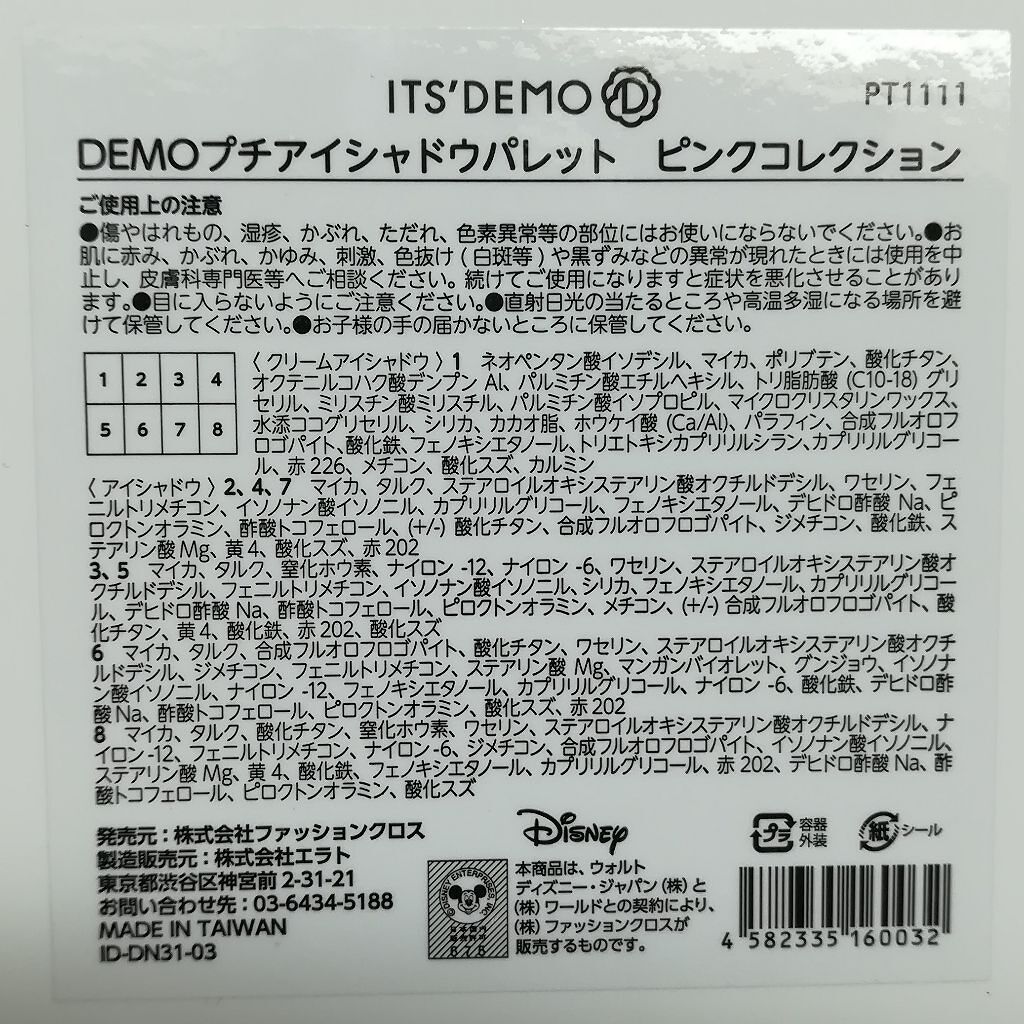 ITS'DEMO D
PT1111
DEMOプチアイシャドウパレット ピンクコレクション
ご使用上の注意
●傷やはれもの、湿疹、かぶれ、ただれ、色素異常等の部位にはお使いにならないでください。●お
肌に赤み、かぶれ、かゆみ、刺激、色抜け(白斑等)や黒ずみなどの異常が現れたときには使用を中
止し、皮膚科専門医等へご相談ください。続けてご使用になりますと症状を悪化させることがあり
ます。●目に入らないようにご注意ください。●直射日光の当たるところや高温多湿になる場所を避
けて保管してください。●お子様の手の届かないところに保管してください。
1 2 3 4
5 6 7 8
〈クリームアイシャドウ〉1 ネオペンタン酸イソデシル、マイカ、ポリブテン、酸化チタン、
オクテニルコハク酸デンプンAl、パルミチン酸エチルヘキシル、トリ脂肪酸(C10-18)グリ
セリル、ミリスチン酸ミリスチル、パルミチン酸イソプロピル、マイクロクリスタリンワックス、
水添ココグリセリル、シリカ、カカオ脂、ホウケイ酸(Ca/Al)、パラフィン、合成フルオロフ
ロゴパイト、酸化鉄、フェノキシエタノール、トリエトキシカプリリルシラン、カプリリルグリコー
ル、赤226、メチコン、酸化スズ、カルミン
〈アイシャドウ〉2、4、7 マイカ、タルク、ステアロイルオキシステアリン酸オクチルドデシル、ワセリン、フェ
ニルトリメチコン、イソノナン酸イソノニル、カプリリルグリコール、フェノキシエタノール、デヒドロ酢酸Na、ピ
ロクトンオラミン、酢酸トコフェロール、(+/-)酸化チタン、合成フルオロフロゴパイト、ジメチコン、酸化鉄、ス
テアリン酸Mg、黄4、酸化スズ、赤202
3、5 マイカ、タルク、窒化ホウ素、ナイロン-12、ナイロン-6、ワセリン、ステアロイルオキシステアリン酸オ
クチルドデシル、フェニルトリメチコン、イソノナン酸イソノニル、シリカ、フェノキシエタノール、カプリリルグリコー
ル、デヒドロ酢酸Na、酢酸トコフェロール、ピロクトンオラミン、メチコン、(+/-)合成フルオロフロゴパイト、酸
化チタン、黄4、酸化鉄、赤202、酸化スズ
6 マイカ、タルク、合成フルオロフロゴパイト、酸化チタン、ワセリン、ステアロイルオキシステアリン酸オクチ
ルドデシル、ジメチコン、フェニルトリメチコン、ステアリン酸Mg、マンガンバイオレット、グンジョウ、イソノナ
ン酸イソノニル、ナイロン-12、フェノキシエタノール、カプリリルグリコール、ナイロン-6、酸化鉄、デヒドロ酢
酸Na、酢酸トコフェロール、ピロクトンオラミン、酸化スズ、赤202
8 マイカ、タルク、酸化チタン、窒化ホウ素、ワセリン、ステアロイルオキシステアリン酸オクチルドデシル、ナ
イロン-12、フェニルトリメチコン、ナイロン-6、ジメチコン、合成フルオロフロゴパイト、イソノナン酸イソノニル、
ステアリン酸Mg、黄4、酸化鉄、フェノキシエタノール、カプリリルグリコール、赤202、デヒドロ酢酸Na、酢
酸トコフェロール、ピロクトンオラミン、酸化スズ
発売元:株式会社ファッションクロス
製造販売元:株式会社エラト
東京都渋谷区神宮前2-31-21
お問い合わせ先:03-6434-5188
MADE IN TAIWAN
ID-DN31-03
Disney
©DISNEY ENTERPRISES, INC.
本商品は、ウォルト
ディズニー・ジャパン(株)と
(株)ワールドとの契約により、
(株)ファッションクロスが
販売するものです。
プラ 容器
外装
紙 シール
4 582335 160032